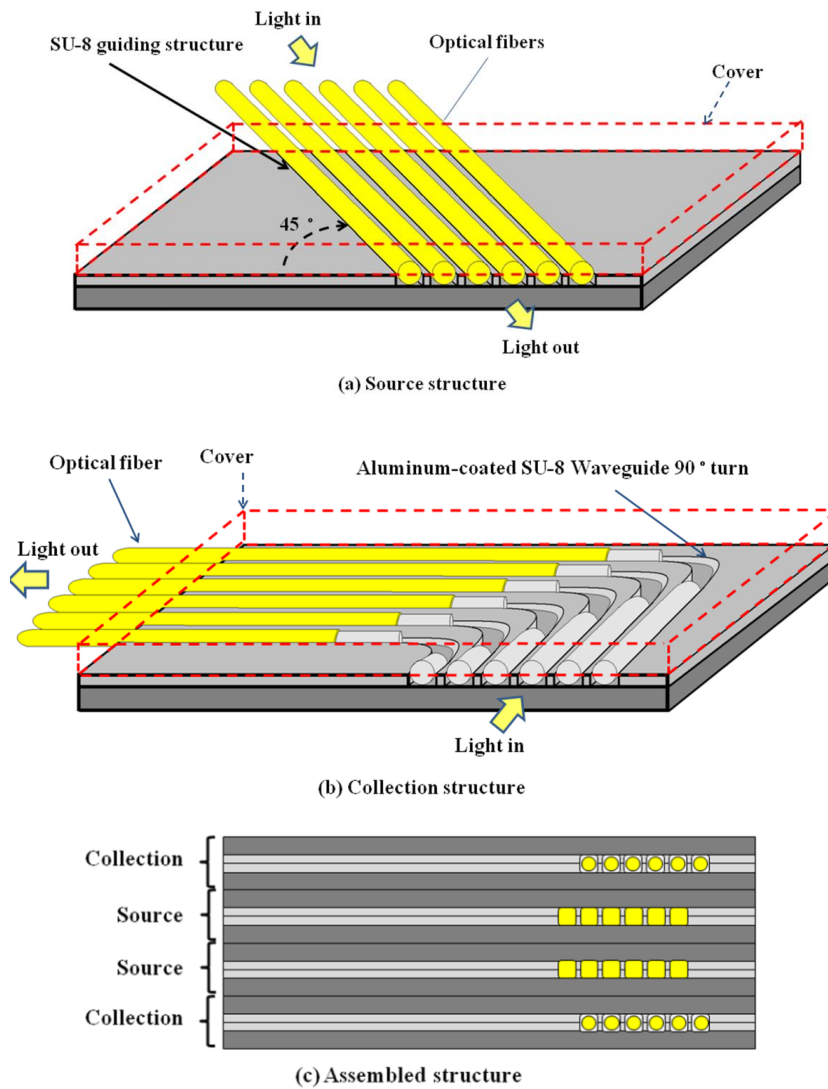 Light in
SU-8 guiding structure
Optical fibers
Cover
45 °
Light out
(a) Source structure
Optical fiber
Cover
Aluminum-coated SU-8 Waveguide 90 ° turn
Light out
Light in
(b) Collection structure
Collection
Source
Source
Collection
(c) Assembled structure